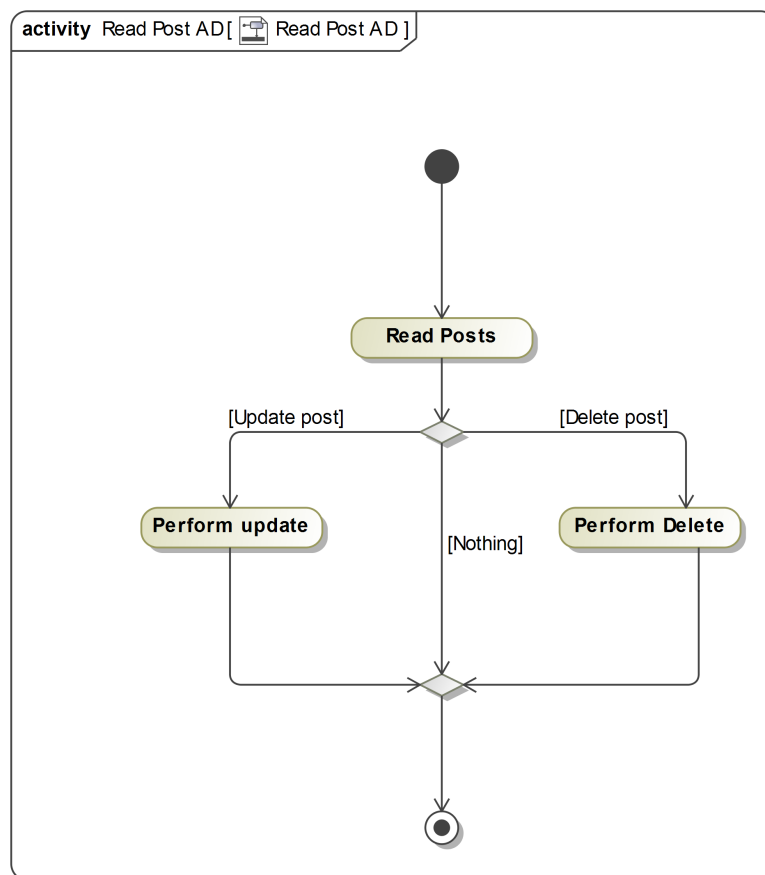 activity Read Post AD[ Read Post AD ]
Read Posts
[Update post]
[Delete post]
Perform update
Perform Delete
[Nothing]